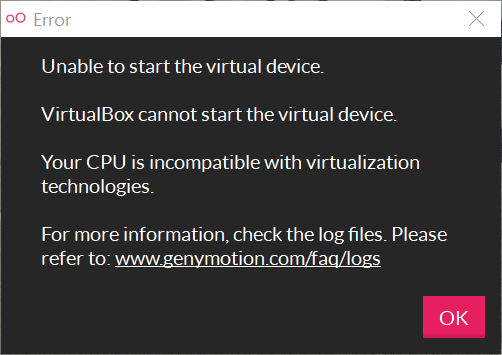 Error
Unable to start the virtual device.
VirtualBox cannot start the virtual device.
Your CPU is incompatible with virtualization
technologies.
For more information, check the log files. Please
refer to: www.genymotion.com/faq/logs
OK